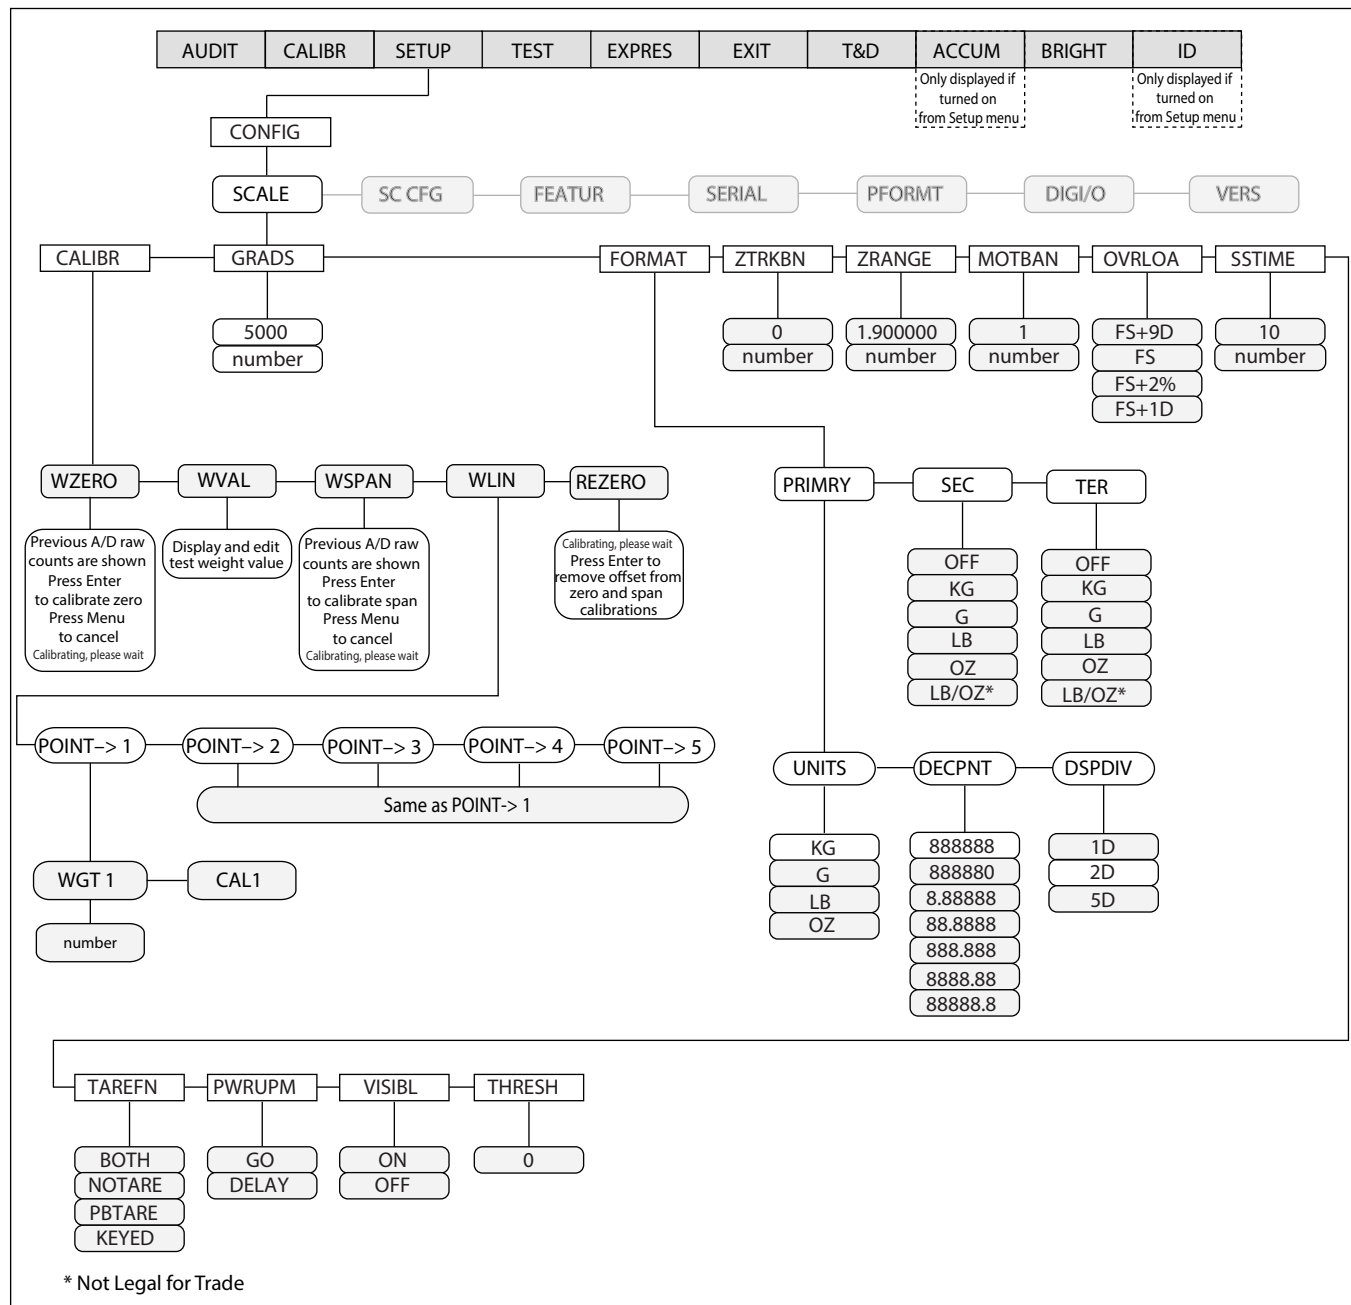 AUDIT CALIBR SETUP TEST EXPRES EXIT T&D ACCUM BRIGHT ID
Only displayed if
turned on
from Setup menu
Only displayed if
turned on
from Setup menu
CONFIG
SCALE SC CFG FEATUR SERIAL PFORMT DIGI/O VERS
CALIBR GRADS FORMAT ZTRKBN ZRANGE MOTBAN OVRLOA SSTIME
5000
number
0
number
1.900000
number
1
number
FS+9D
FS
FS+2%
FS+1D
10
number
WZERO WVAL WSPAN WLIN REZERO
Previous A/D raw
counts are shown
Press Enter
to calibrate zero
Press Menu
to cancel
Calibrating, please wait
Display and edit
test weight value
Previous A/D raw
counts are shown
Press Enter
to calibrate span
Press Menu
to cancel
Calibrating, please wait
Calibrating, please wait
Press Enter to
remove offset from
zero and span
calibrations
PRIMRY SEC TER
OFF
KG
G
LB
OZ
LB/OZ*
OFF
KG
G
LB
OZ
LB/OZ*
POINT–> 1 POINT–> 2 POINT–> 3 POINT–> 4 POINT–> 5
Same as POINT-> 1
WGT 1 CAL1
number
UNITS DECPNT DSPDIV
KG
G
LB
OZ
888888
888880
8.88888
88.8888
888.888
8888.88
88888.8
1D
2D
5D
TAREFN PWRUPM VISIBL THRESH
BOTH
NOTARE
PBTARE
KEYED
GO
DELAY
ON
OFF
0
* Not Legal for Trade